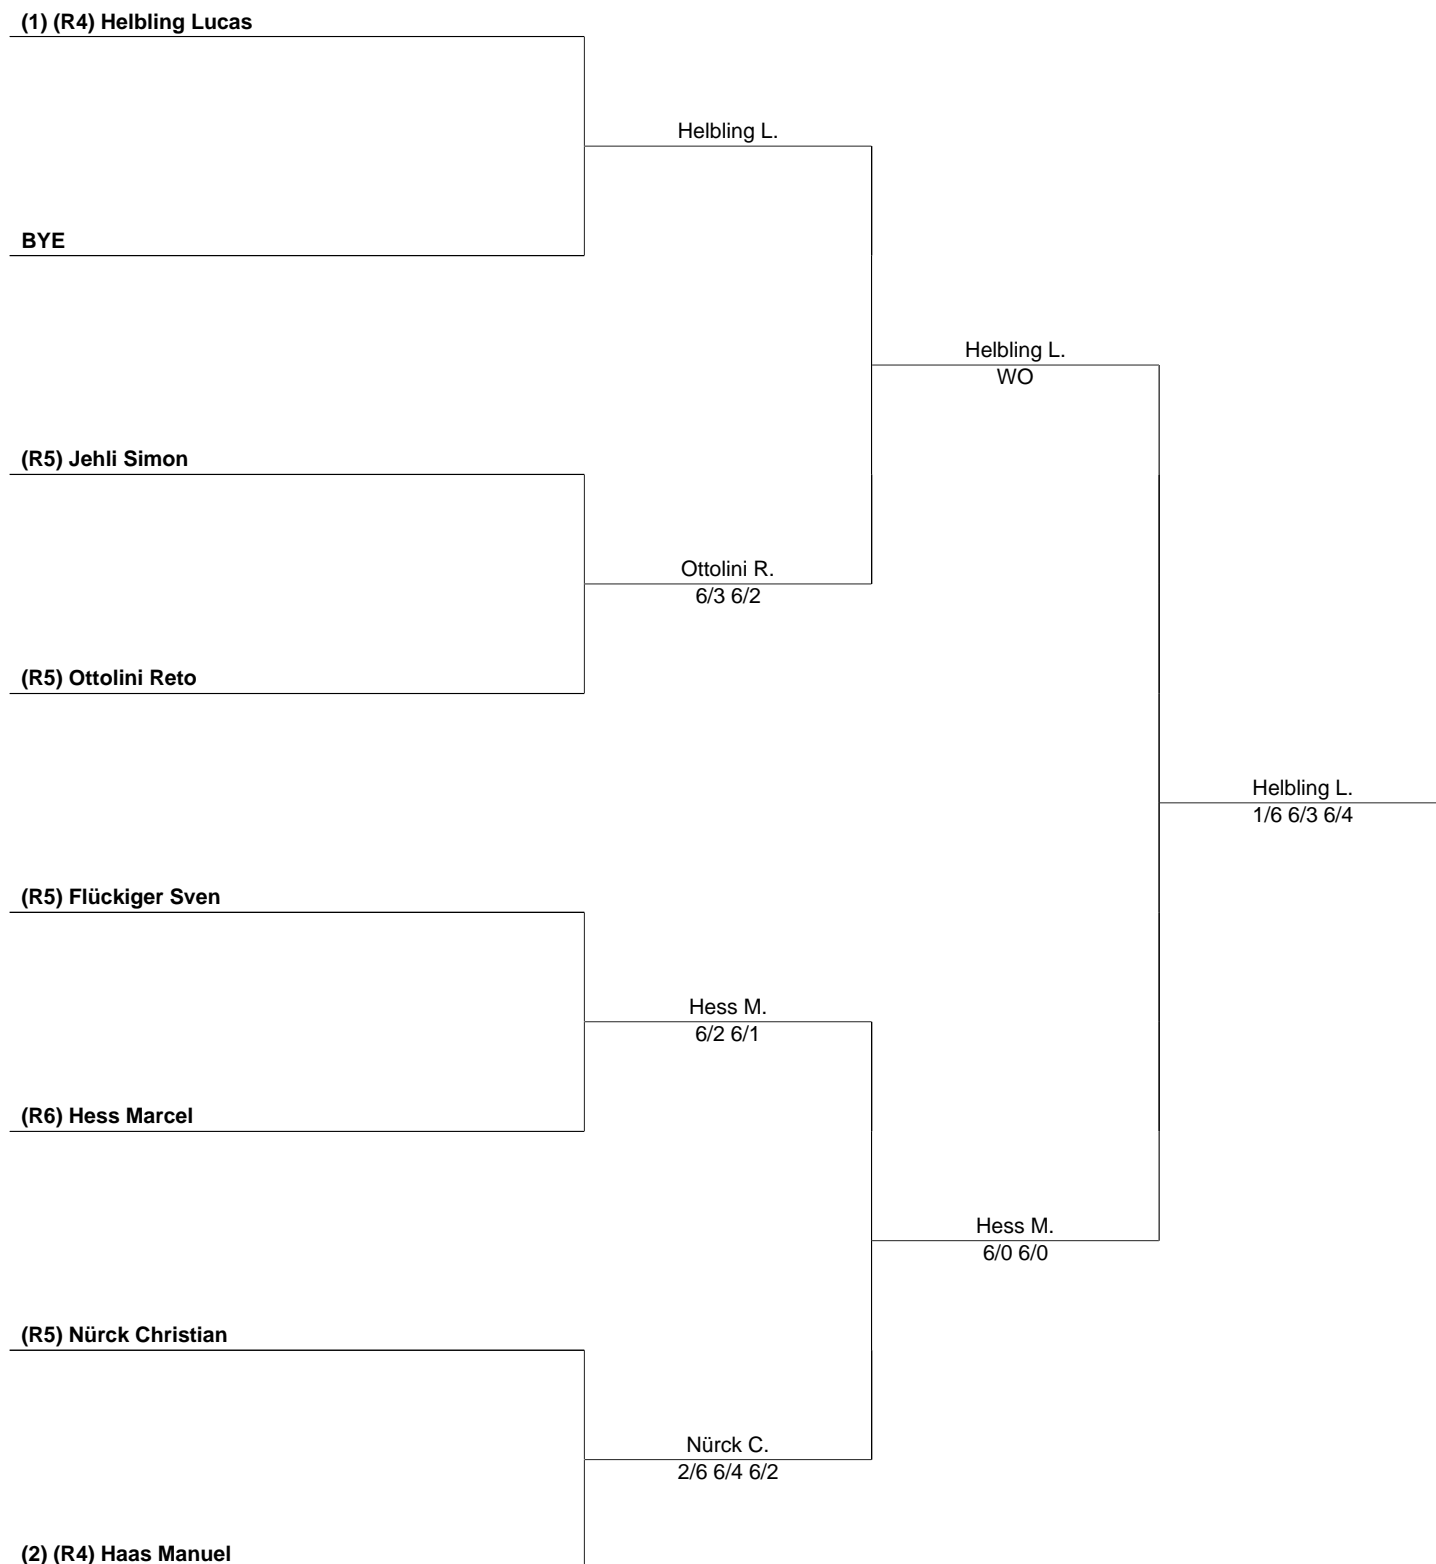 (1) (R4) Helbling Lucas
Helbling L.
BYE
Helbling L.
WO
(R5) Jehli Simon
Ottolini R.
6/3 6/2
(R5) Ottolini Reto
Helbling L.
1/6 6/3 6/4
(R5) Flückiger Sven
Hess M.
6/2 6/1
(R6) Hess Marcel
Hess M.
6/0 6/0
(R5) Nürck Christian
Nürck C.
2/6 6/4 6/2
(2) (R4) Haas Manuel